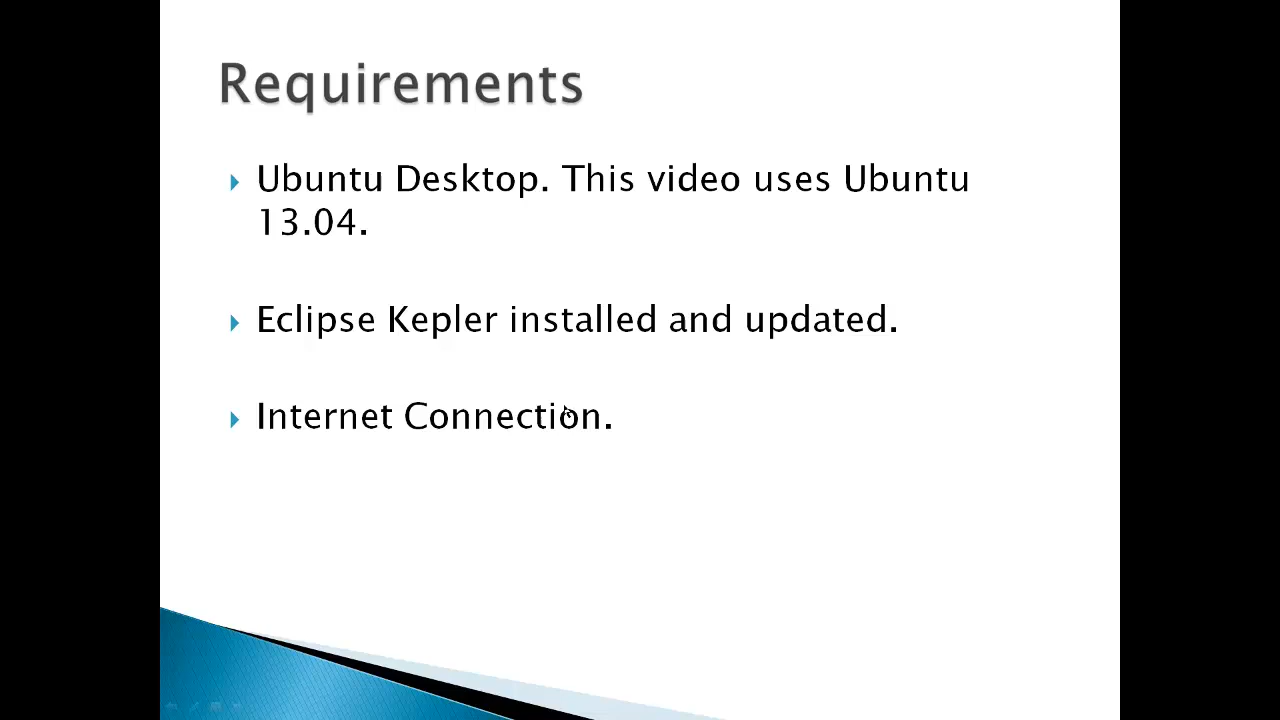 Requirements
Ubuntu Desktop. This video uses Ubuntu
13.04.
Eclipse Kepler installed and updated.
Internet Connection.